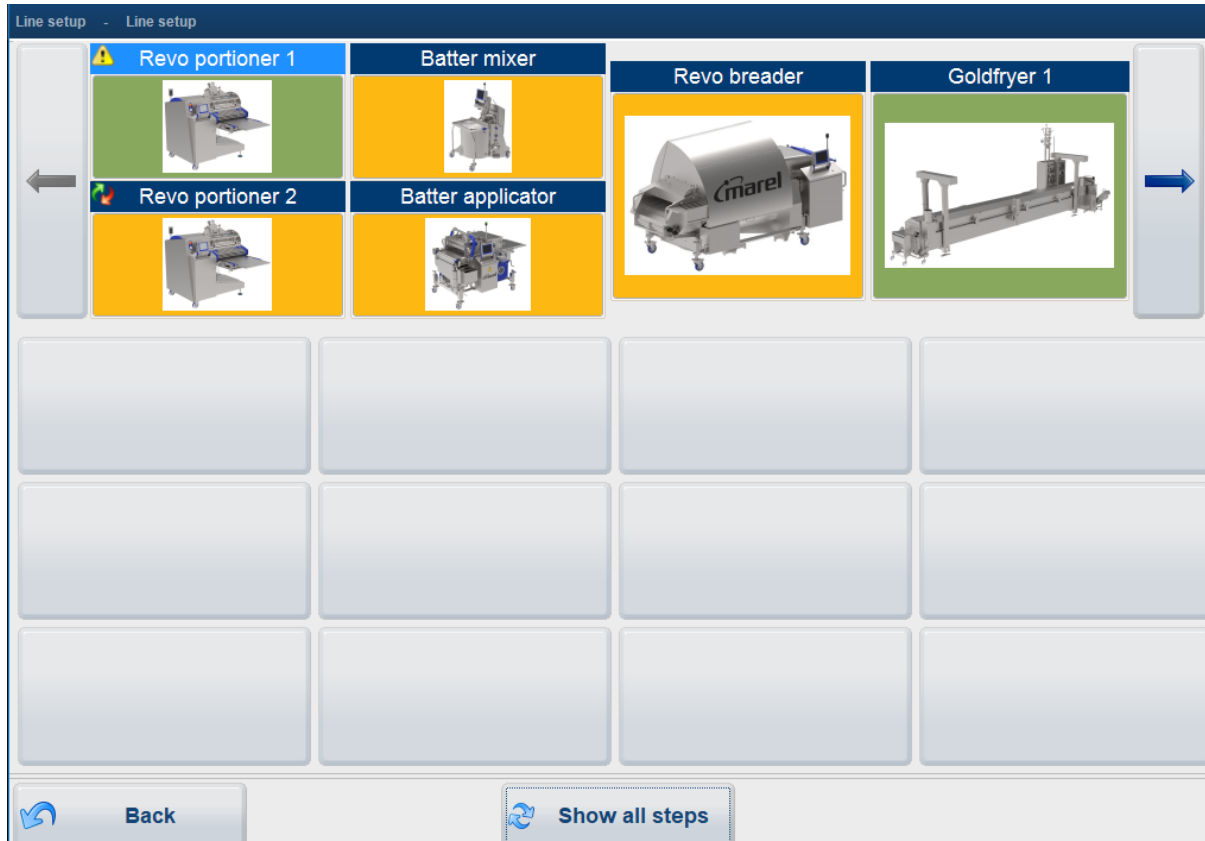 Line setup - Line setup
Revo portioner 1
Batter mixer
Revo portioner 2
Batter applicator
Revo breader
Goldfryer 1
marel
Back
Show all steps